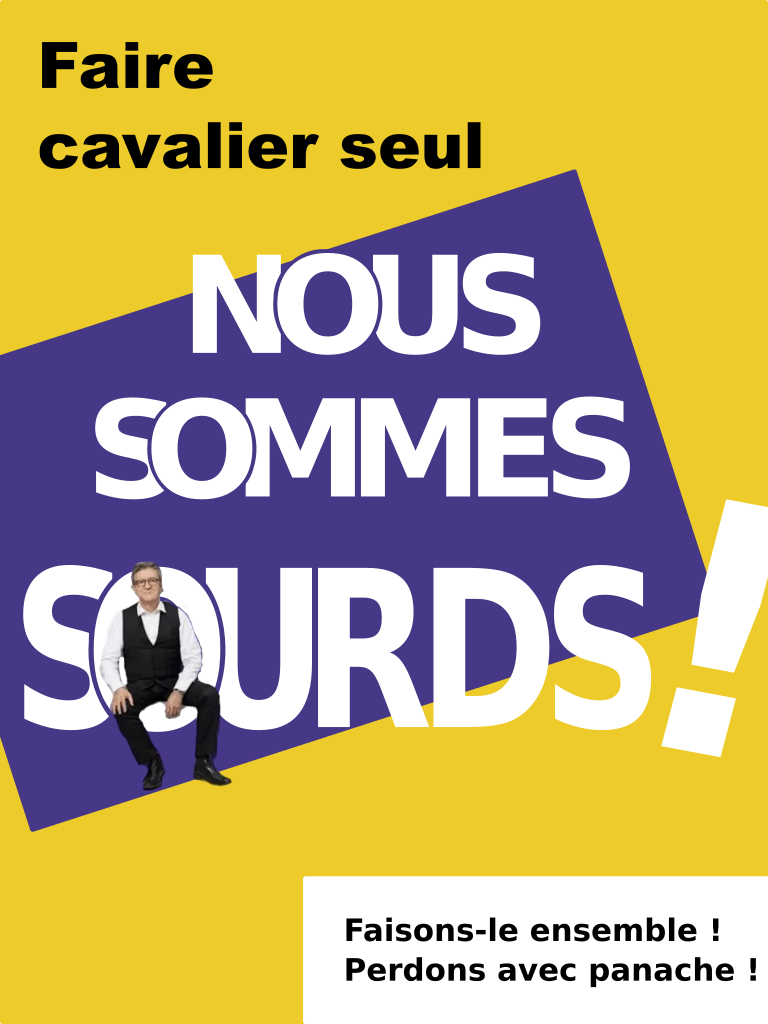 Faire
cavalier seul
NOUS
SOMMES
SOURDS!
Faisons-le ensemble !
Perdons avec panache !